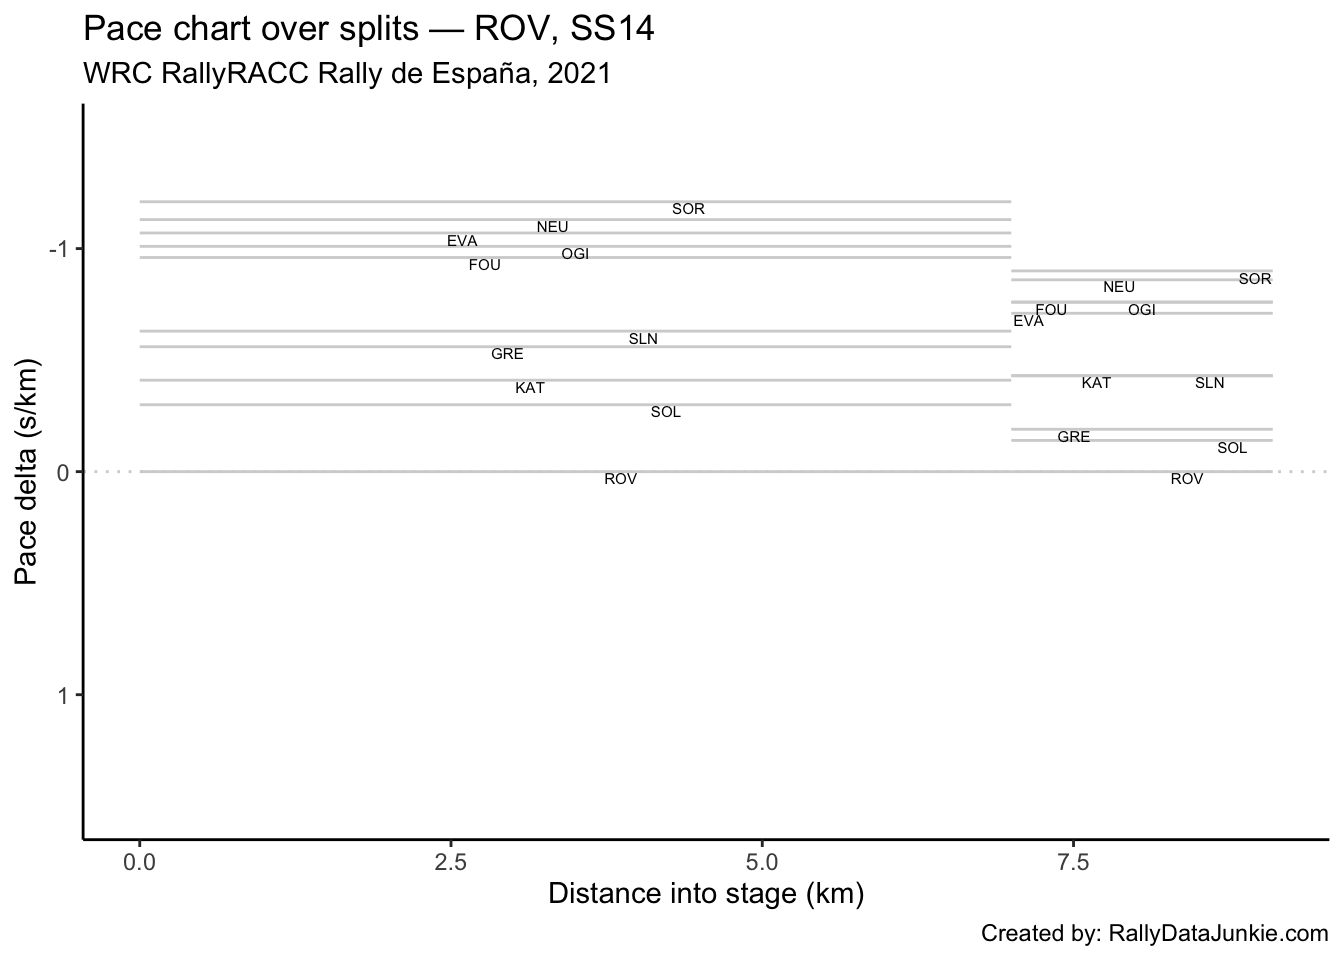 Pace chart over splits — ROV, SS14
WRC RallyRACC Rally de España, 2021
Pace delta (s/km)
-1
0
1
SOR
NEU
EVA
OGI
FOU
SLN
GRE
KAT
SOL
ROV
SOR
NEU
FOU
OGI
EVA
KAT
SLN
GRE
SOL
ROV
0.0
2.5
5.0
7.5
Distance into stage (km)
Created by: RallyDataJunkie.com